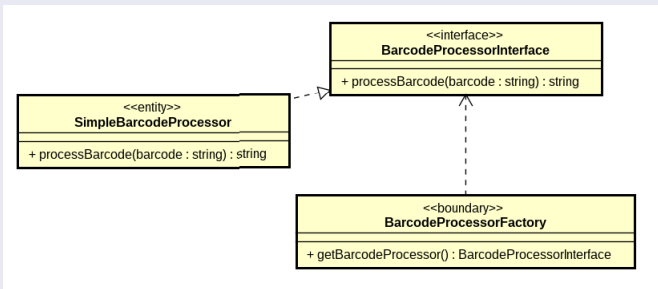 <<interface>>
BarcodeProcessorInterface
+ processBarcode(barcode : string) : string
<<entity>>
SimpleBarcodeProcessor
+ processBarcode(barcode : string) : string
<<boundary>>
BarcodeProcessorFactory
+ getBarcodeProcessor() : BarcodeProcessorInterface